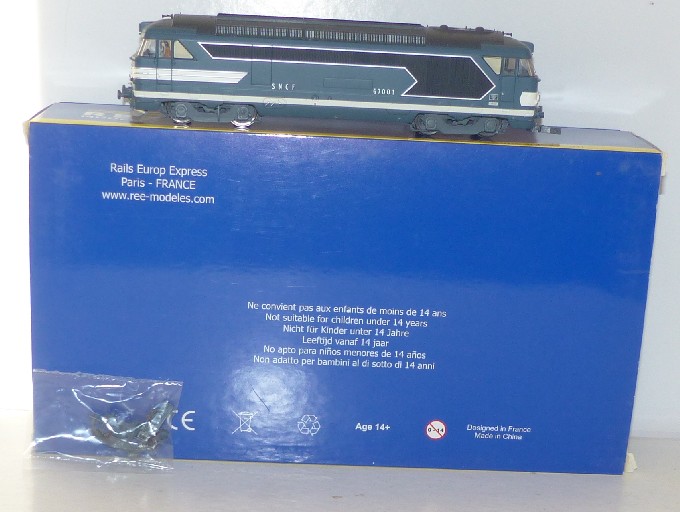 SNCF 67001
Rails Europ Express
Paris - FRANCE
www.ree-modeles.com
Ne convient pas aux enfants de moins de 14 ans
Not suitable for children under 14 years
Nicht für Kinder unter 14 Jahre
Leeftijd vanaf 14 jaar
No apto para niños menores de 14 años
Non adatto per bambini al di sotto di 14 anni
CE Age 14+ 0-14 Designed in France
Made in China